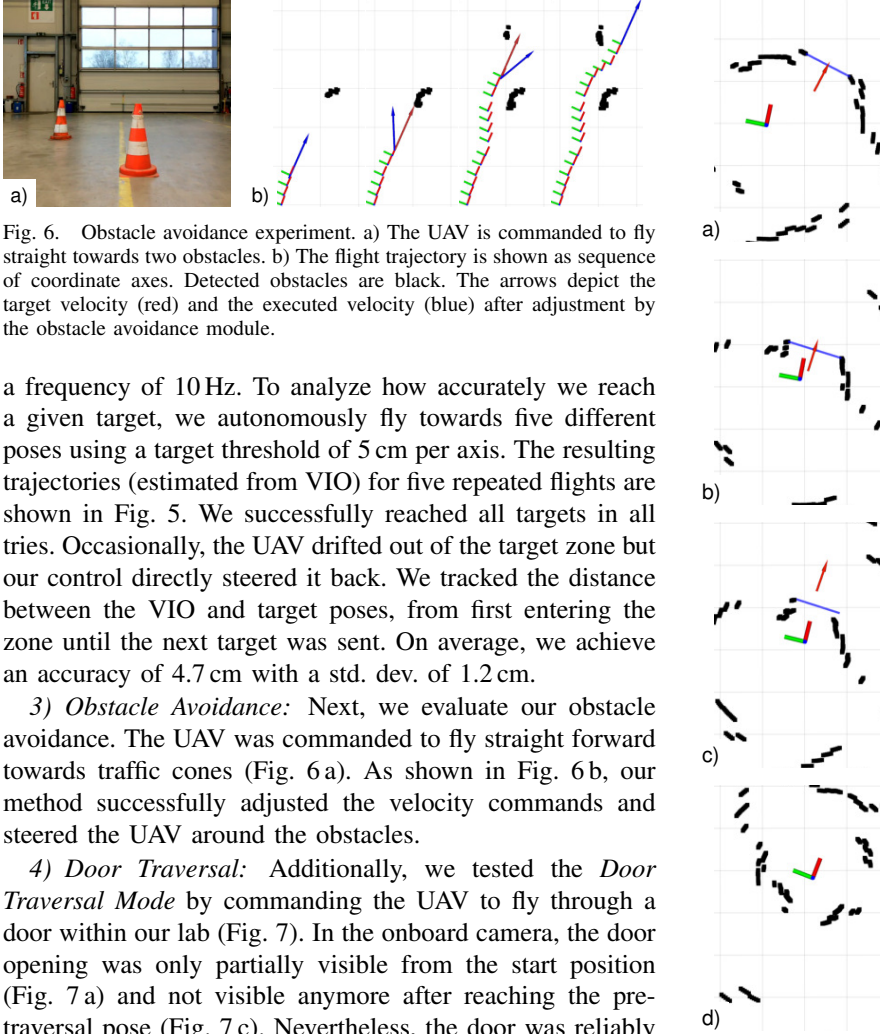 a)
b)
Fig. 6. Obstacle avoidance experiment. a) The UAV is commanded to fly
straight towards two obstacles. b) The flight trajectory is shown as sequence
of coordinate axes. Detected obstacles are black. The arrows depict the
target velocity (red) and the executed velocity (blue) after adjustment by
the obstacle avoidance module.
a frequency of 10 Hz. To analyze how accurately we reach
a given target, we autonomously fly towards five different
poses using a target threshold of 5 cm per axis. The resulting
trajectories (estimated from VIO) for five repeated flights are
shown in Fig. 5. We successfully reached all targets in all
tries. Occasionally, the UAV drifted out of the target zone but
our control directly steered it back. We tracked the distance
between the VIO and target poses, from first entering the
zone until the next target was sent. On average, we achieve
an accuracy of 4.7 cm with a std. dev. of 1.2 cm.
3) Obstacle Avoidance: Next, we evaluate our obstacle
avoidance. The UAV was commanded to fly straight forward
towards traffic cones (Fig. 6 a). As shown in Fig. 6 b, our
method successfully adjusted the velocity commands and
steered the UAV around the obstacles.
4) Door Traversal: Additionally, we tested the Door
Traversal Mode by commanding the UAV to fly through a
door within our lab (Fig. 7). In the onboard camera, the door
opening was only partially visible from the start position
(Fig. 7 a) and not visible anymore after reaching the pre-
traversal pose (Fig. 7 c). Nevertheless, the door was reliably
a)
b)
c)
d)